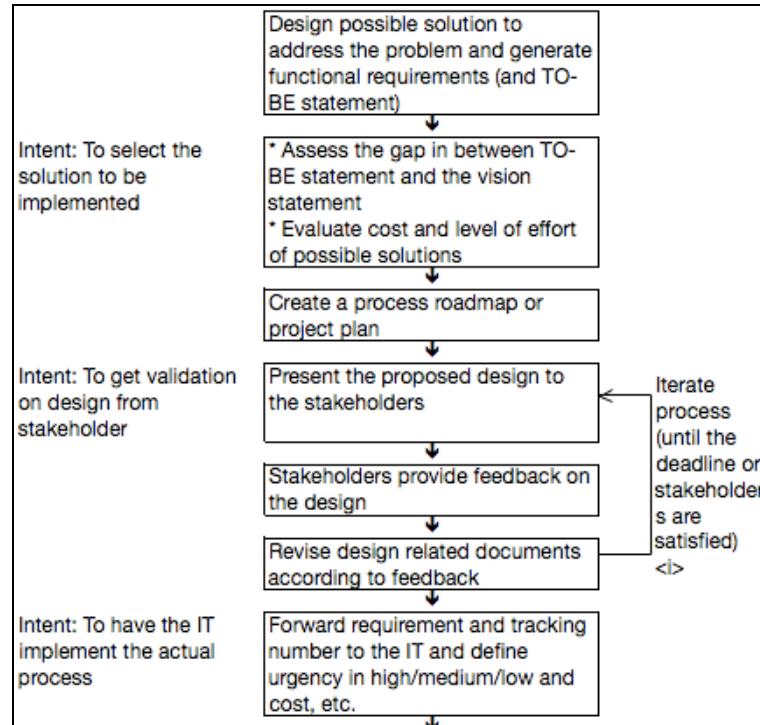 Design possible solution to
address the problem and generate
functional requirements (and TO-
BE statement)
Intent: To select the
solution to be
implemented
* Assess the gap in between TO-
BE statement and the vision
statement
* Evaluate cost and level of effort
of possible solutions
Create a process roadmap or
project plan
Intent: To get validation
on design from
stakeholder
Present the proposed design to
the stakeholders
Iterate
process
(until the
deadline or
stakeholder
s are
satisfied)
<i>
Stakeholders provide feedback on
the design
Revise design related documents
according to feedback
Intent: To have the IT
implement the actual
process
Forward requirement and tracking
number to the IT and define
urgency in high/medium/low and
cost, etc.